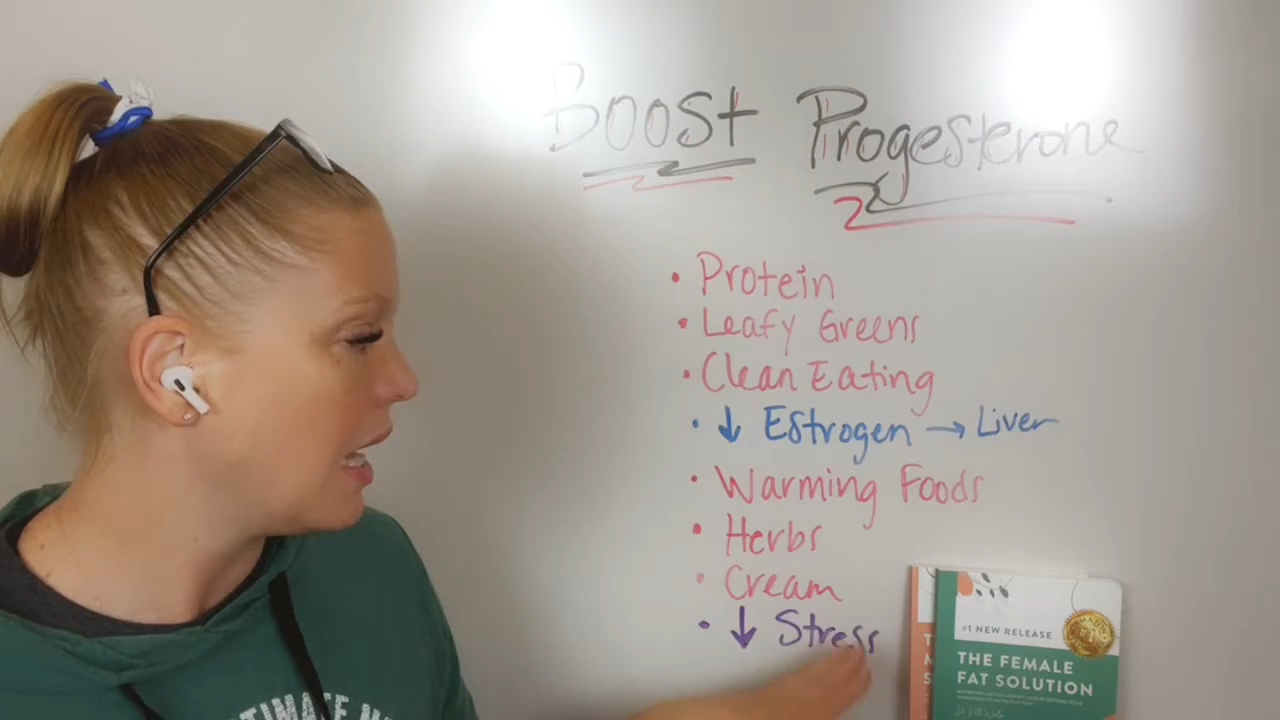 Boost Progesterone
• Protein
• Leafy Greens
• Clean Eating
• ↓ Estrogen → Liver
• Warming Foods
• Herbs
• Cream
• ↓ Stress
#1 NEW RELEASE
THE FEMALE
FAT SOLUTION